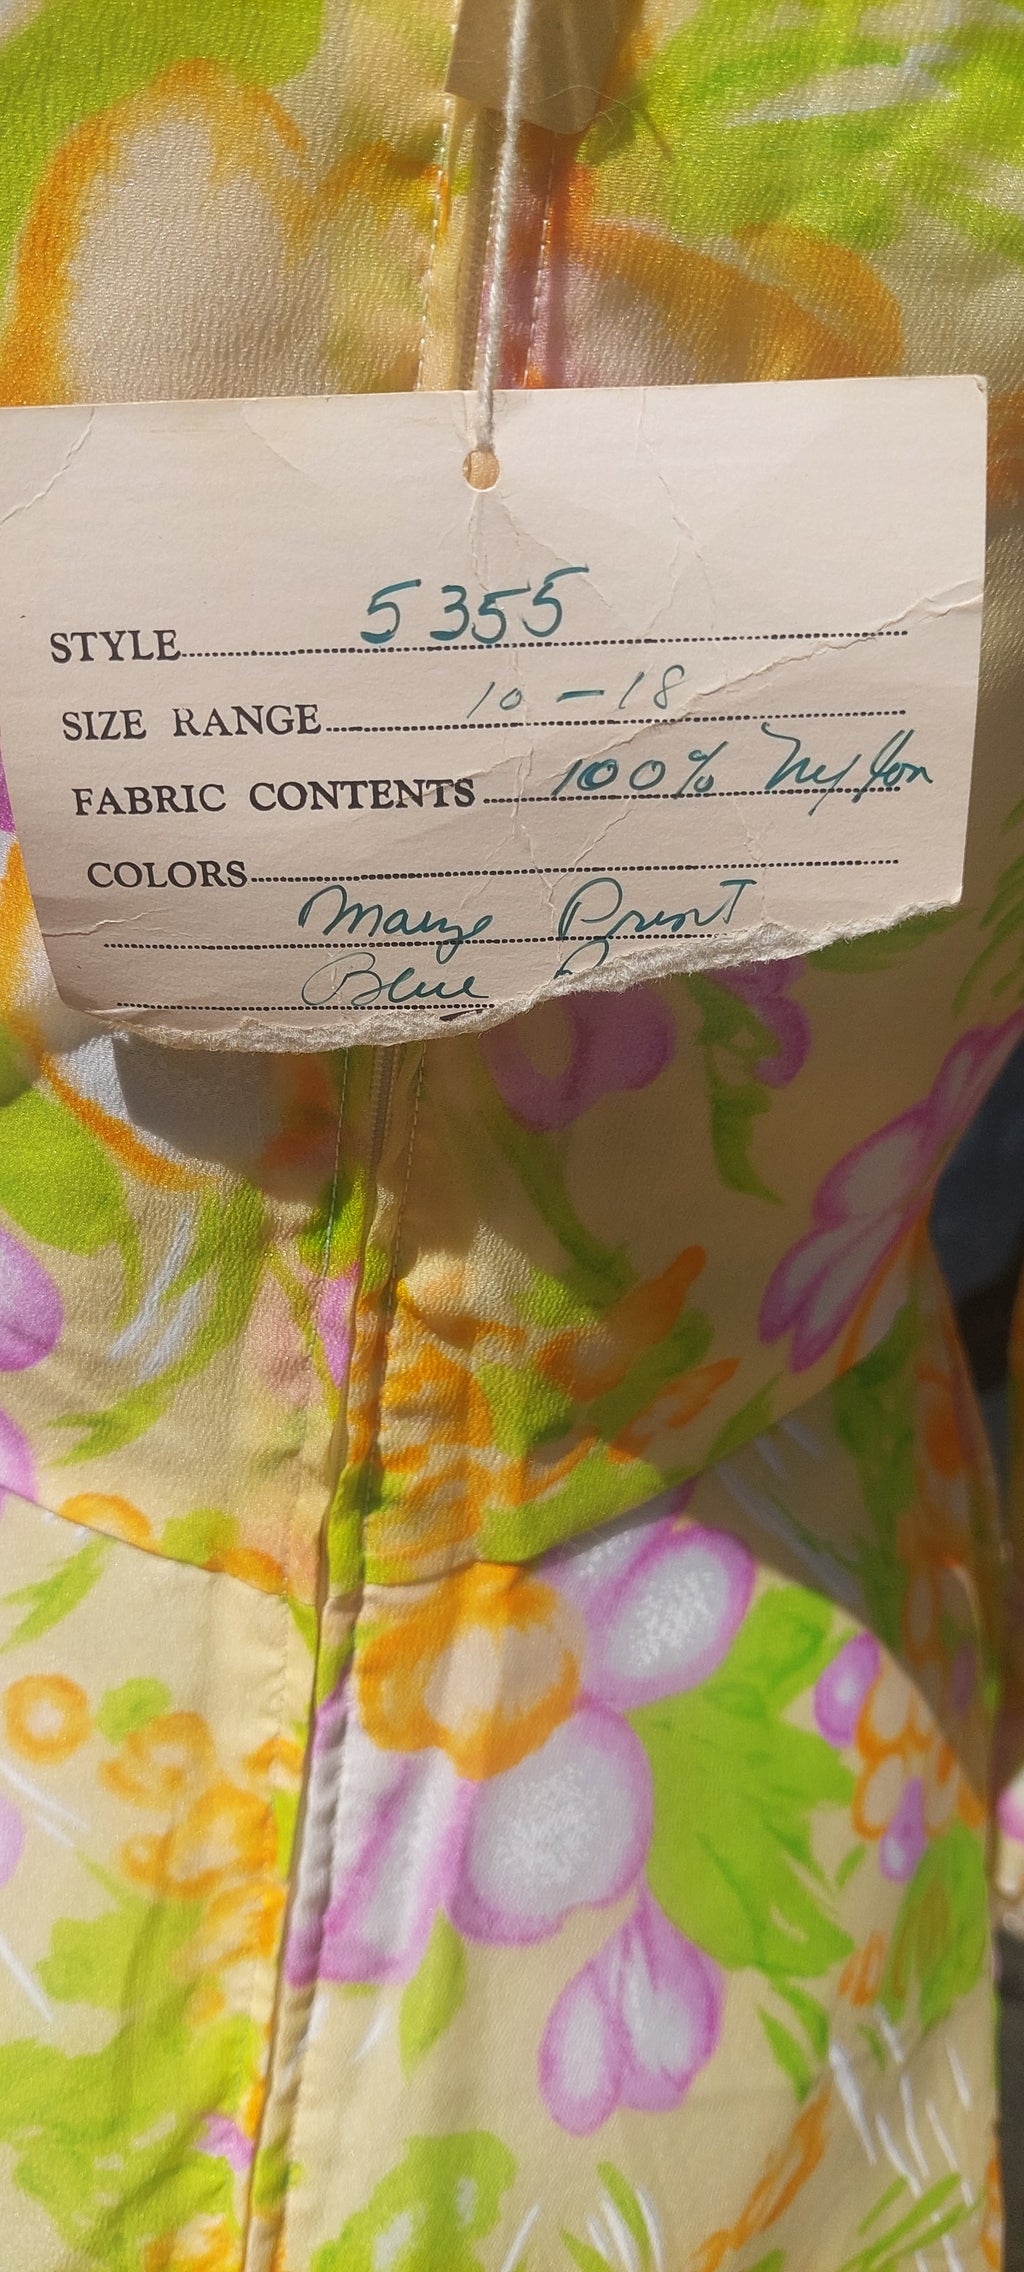 STYLE 5355
SIZE RANGE 10 - 18
FABRIC CONTENTS 100% Nylon
COLORS
Maize Print
Blue